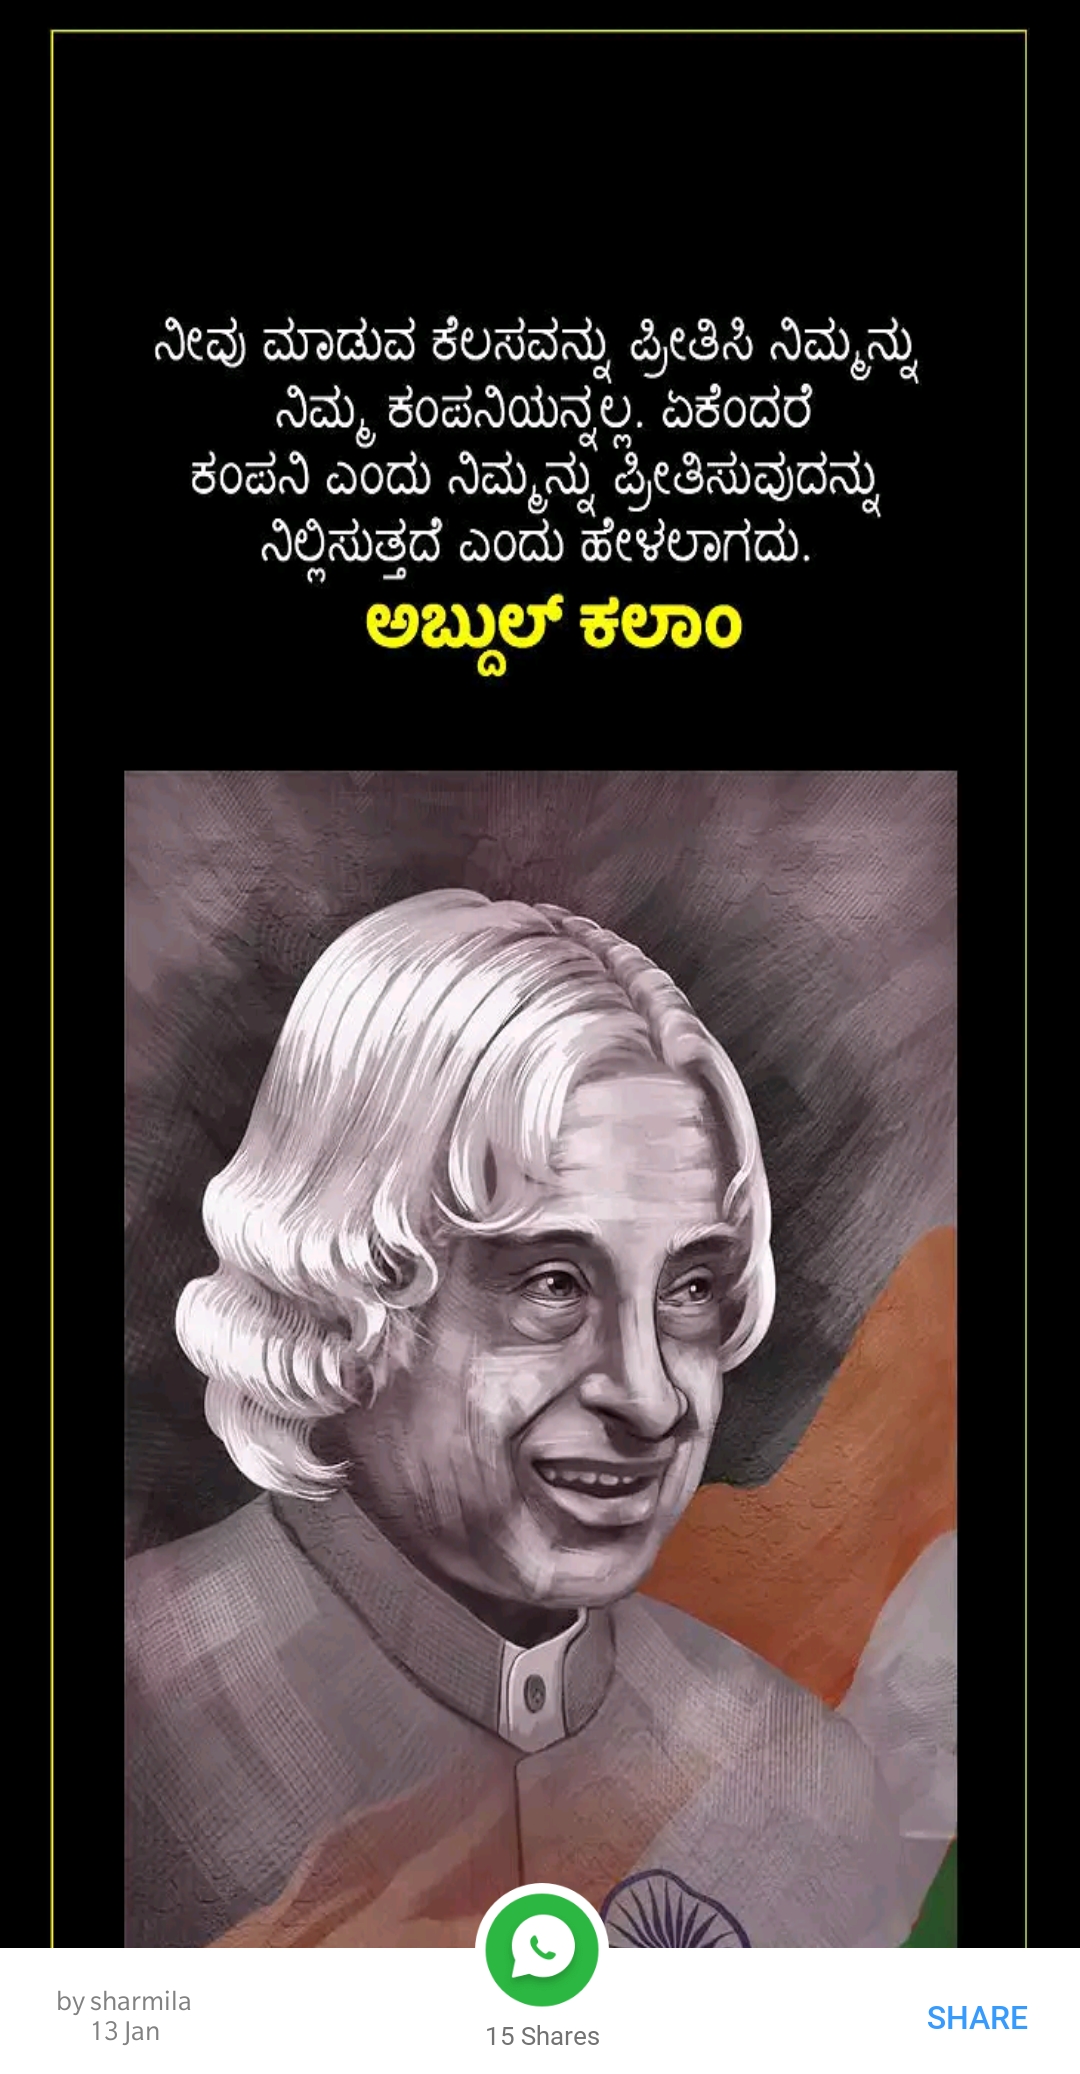 ನೀವು ಮಾಡುವ ಕೆಲಸವನ್ನು ಪ್ರೀತಿಸಿ ನಿಮ್ಮನ್ನು
ನಿಮ್ಮ ಕಂಪನಿಯನ್ನಲ್ಲ. ಏಕೆಂದರೆ
ಕಂಪನಿ ಎಂದು ನಿಮ್ಮನ್ನು ಪ್ರೀತಿಸುವುದನ್ನು
ನಿಲ್ಲಿಸುತ್ತದೆ ಎಂದು ಹೇಳಲಾಗದು.
ಅಬ್ದುಲ್ ಕಲಾಂ
by sharmila
13 Jan
15 Shares
SHARE